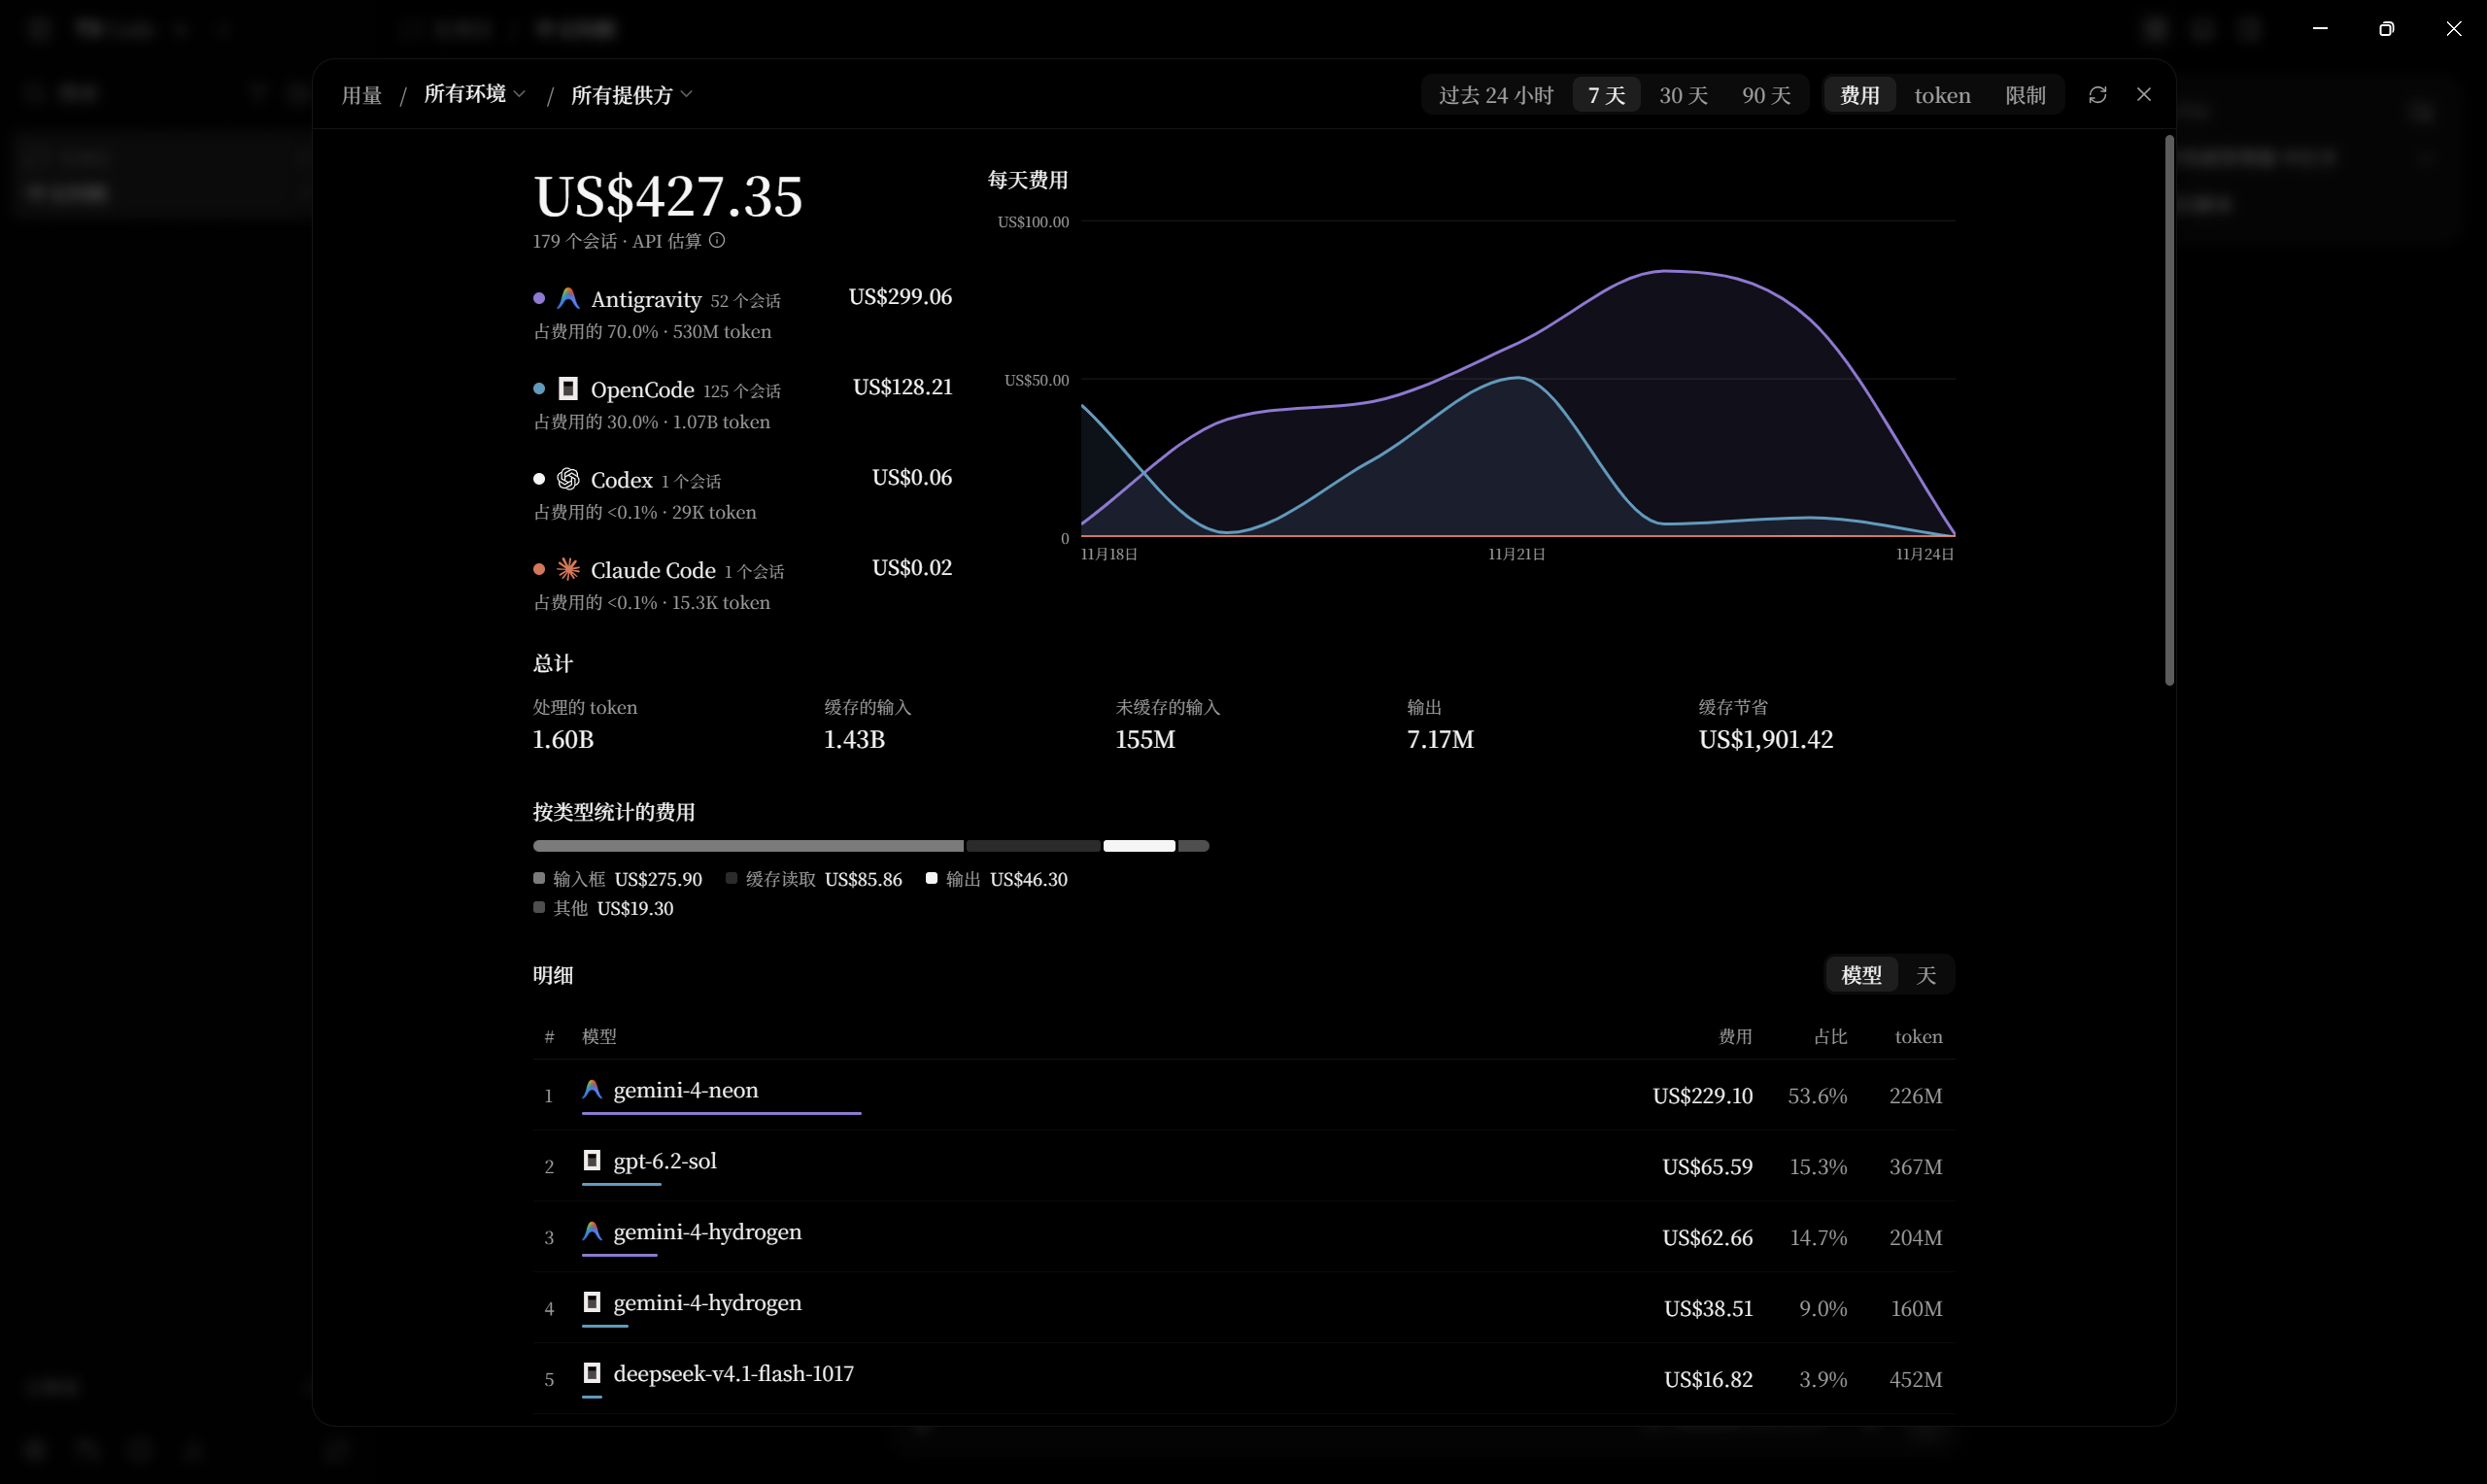 用量 / 所有环境 / 所有提供方
过去 24 小时 7 天 30 天 90 天 费用 token 限制
US$427.35
179 个会话 · API 估算
Antigravity 52 个会话 US$299.06
占费用的 70.0% · 530M token
OpenCode 125 个会话 US$128.21
占费用的 30.0% · 1.07B token
Codex 1 个会话 US$0.06
占费用的 <0.1% · 29K token
Claude Code 1 个会话 US$0.02
占费用的 <0.1% · 15.3K token
每天费用
US$100.00
US$50.00
0
11月18日 11月21日 11月24日
总计
处理的 token 缓存的输入 未缓存的输入 输出 缓存节省
1.60B 1.43B 155M 7.17M US$1,901.42
按类型统计的费用
输入框 US$275.90 缓存读取 US$85.86 输出 US$46.30
其他 US$19.30
明细 模型 天
# 模型 费用 占比 token
1 gemini-4-neon US$229.10 53.6% 226M
2 gpt-6.2-sol US$65.59 15.3% 367M
3 gemini-4-hydrogen US$62.66 14.7% 204M
4 gemini-4-hydrogen US$38.51 9.0% 160M
5 deepseek-v4.1-flash-1017 US$16.82 3.9% 452M